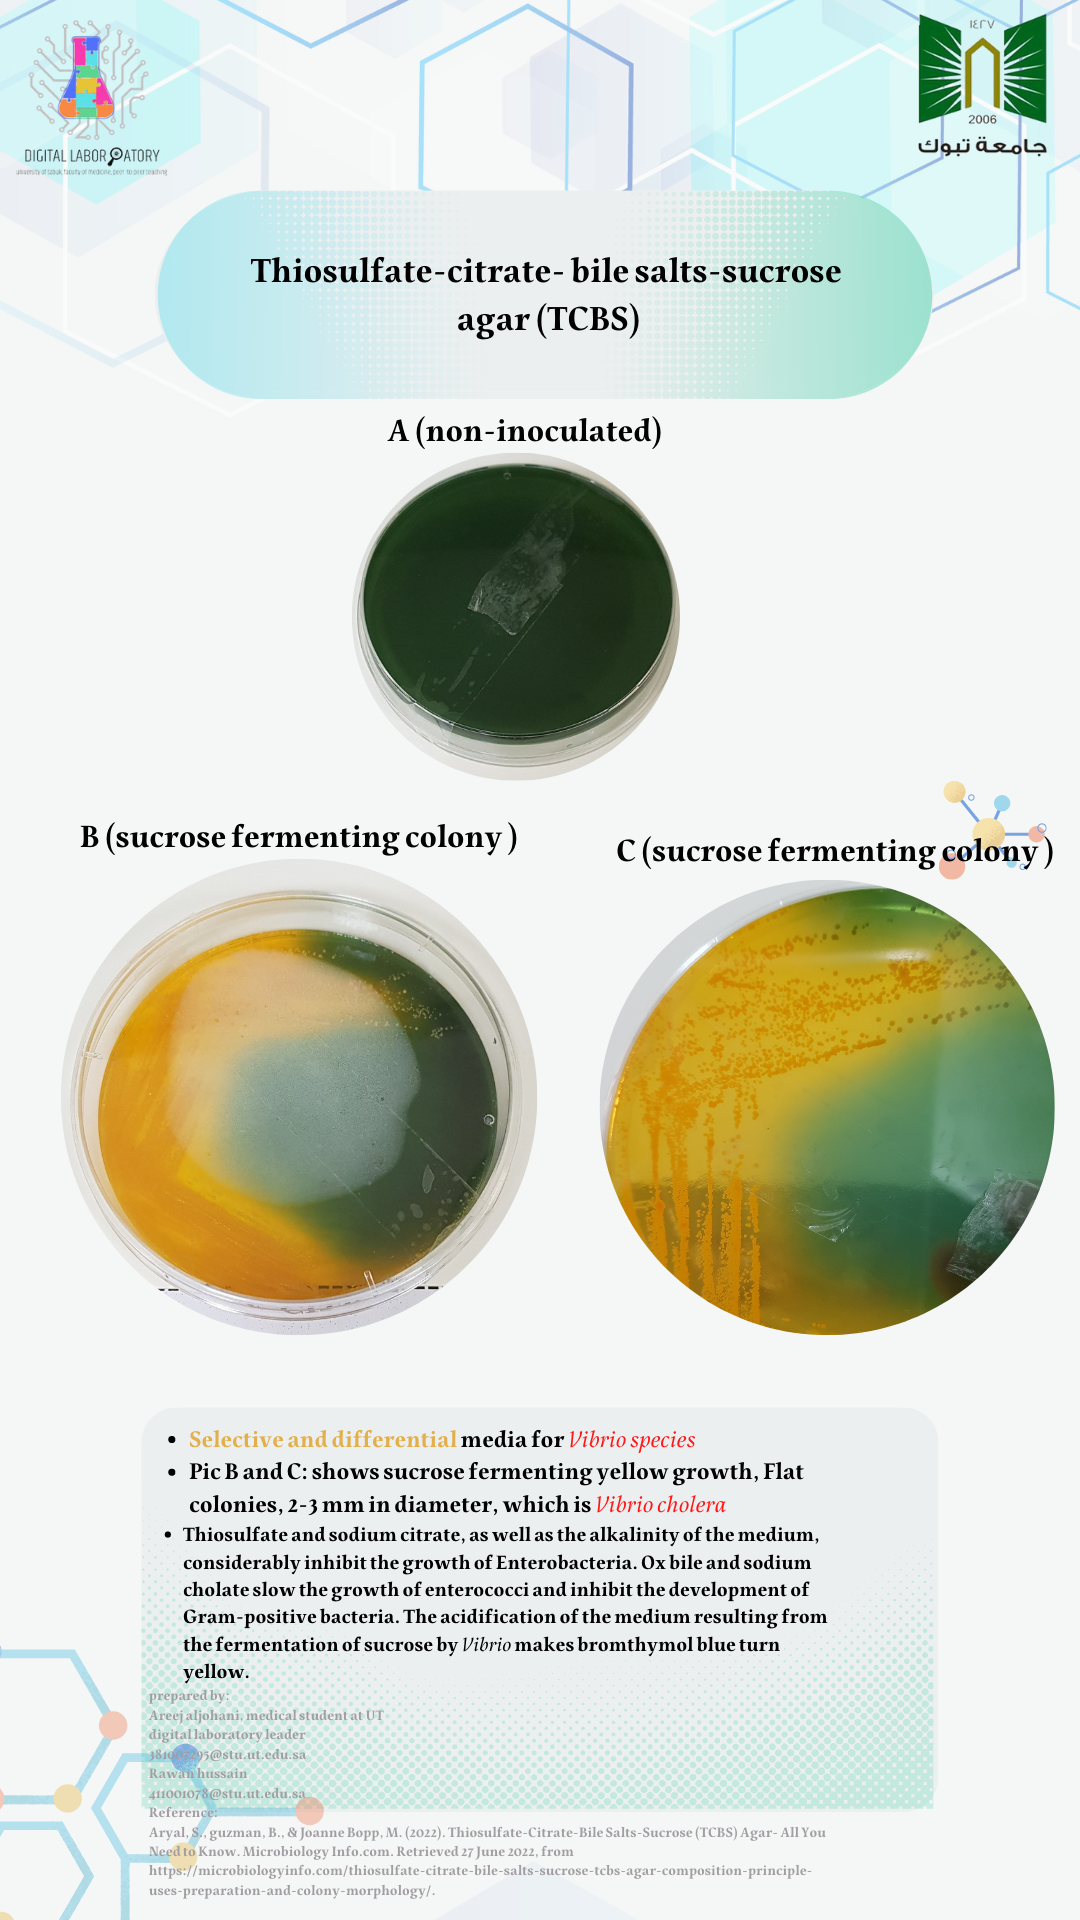 DIGITAL LABORATORY
university of tabuk, faculty of medicine, peer-to-peer teaching
١٤٢٧
2006
جامعة تبوك
Thiosulfate-citrate- bile salts-sucrose
agar (TCBS)
A (non-inoculated)
B (sucrose fermenting colony )
C (sucrose fermenting colony )
• Selective and differential media for Vibrio species
• Pic B and C: shows sucrose fermenting yellow growth, Flat
colonies, 2-3 mm in diameter, which is Vibrio cholera
• Thiosulfate and sodium citrate, as well as the alkalinity of the medium,
considerably inhibit the growth of Enterobacteria. Ox bile and sodium
cholate slow the growth of enterococci and inhibit the development of
Gram-positive bacteria. The acidification of the medium resulting from
the fermentation of sucrose by Vibrio makes bromthymol blue turn
yellow.
prepared by:
Areej aljohani, medical student at UT
digital laboratory leader
Rawan hussain
411001078@stu.ut.edu.sa
Reference:
Aryal, S., guzman, B., & Joanne Bopp, M. (2022). Thiosulfate-Citrate-Bile Salts-Sucrose (TCBS) Agar- All You
Need to Know. Microbiology Info.com. Retrieved 27 June 2022, from
https://microbiologyinfo.com/thiosulfate-citrate-bile-salts-sucrose-tcbs-agar-composition-principle-
uses-preparation-and-colony-morphology/.